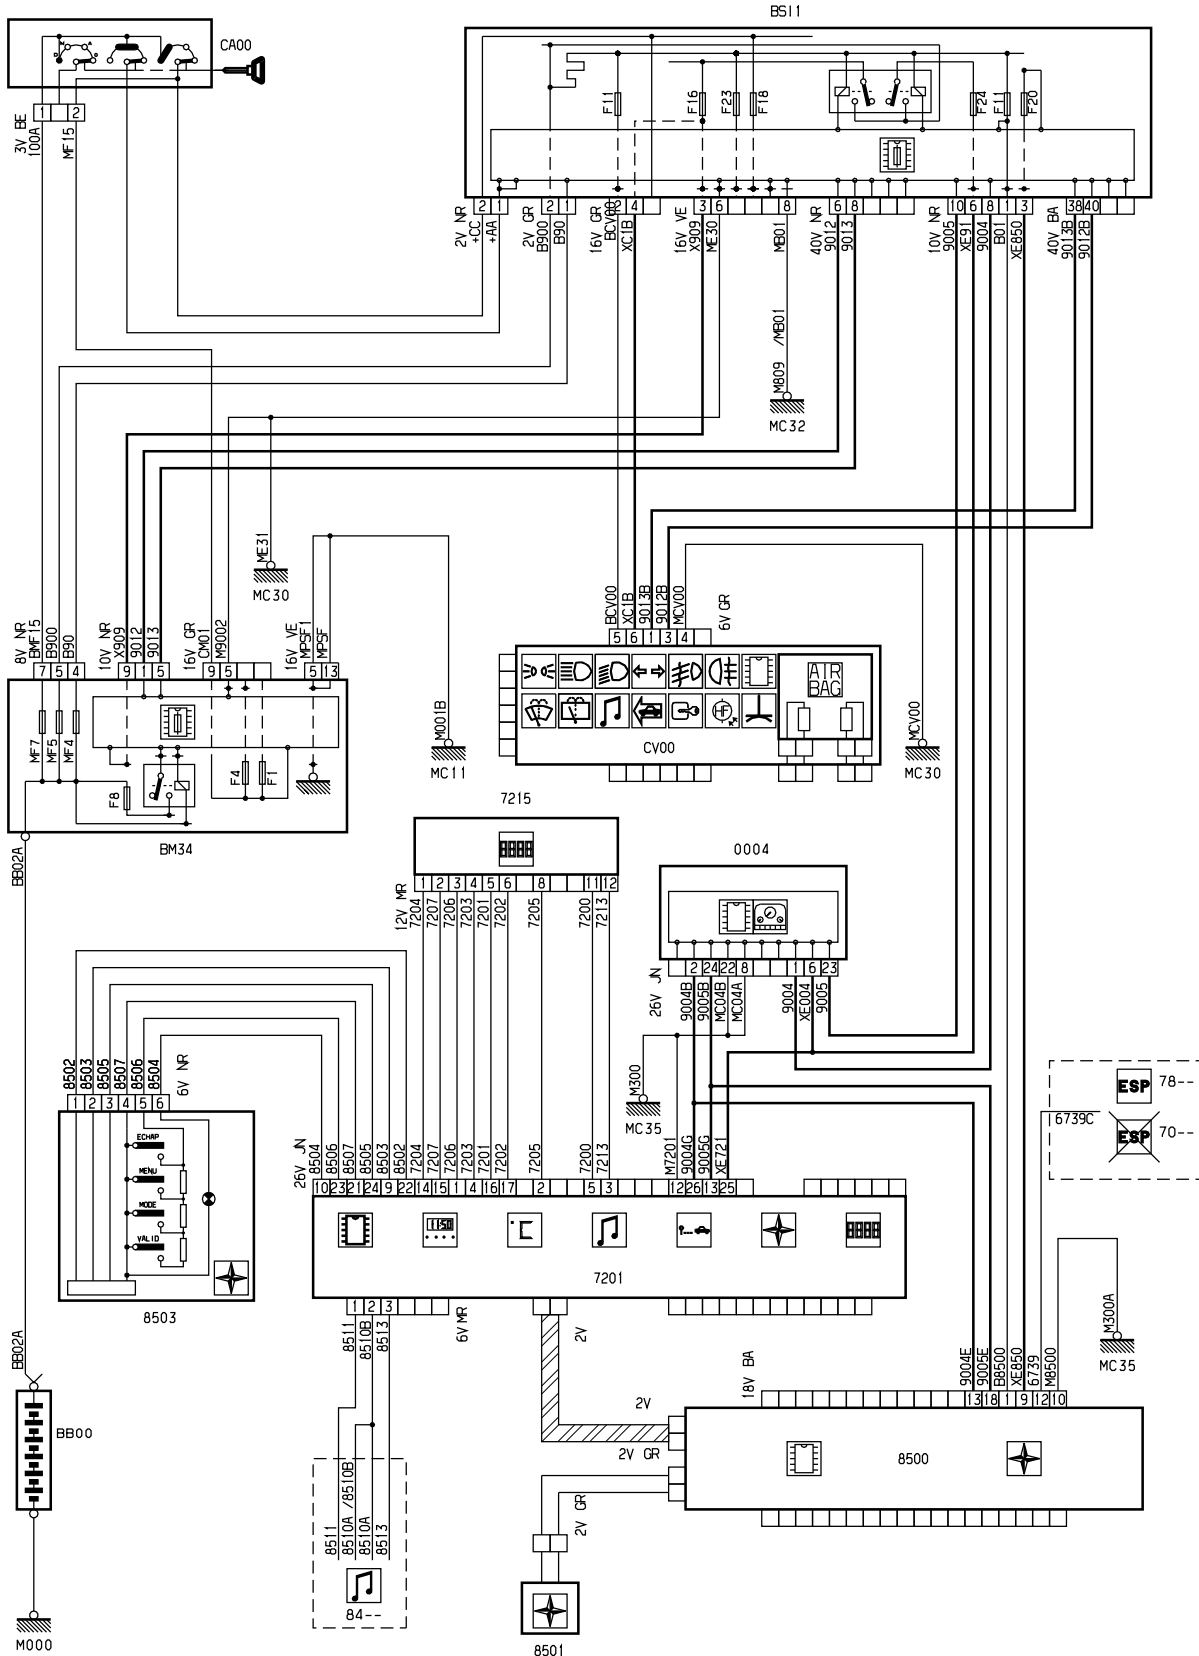 BSI1
CA00
1 2
3V BE
100A
MF15
F11 F16 F23 F18 F24 F11 F20
2 1 2 1 2 4 3 6 8 6 8 10 6 8 1 3 38 40
2V NR
+CC
+AA
2V GR
B900
B90
16V GR
BCV00
XC1B
16V VE
X909
ME30
MB01
40V NR
9012
9013
10V NR
9005
XE91
9004
B01
XE850
40V BA
9013B
9012B
M809 /MB01
MC32
ME31
MC30
8V NR
BMF15
B900
B90
10V NR
X909
9012
9013
16V GR
CM01
M9002
16V VE
MPSF1
MPSF
7 5 4 9 1 5 9 5 5 13
MF7
MF5
MF4
F8
F4
F1
BM34
M001B
MC11
BCV00
XC1B
9013B
9012B
MCV00
6V GR
5 6 1 3 4
AIR
BAG
HF
CV00
MCV00
MC30
BB02A
7215
1 2 3 4 5 6 8 11 12
12V MR
7204
7207
7206
7203
7201
7202
7205
7200
7213
0004
2 24 22 8 1 6 23
26V JN
9004B
9005B
MC04B
MC04A
9004
XE004
9005
M300
MC35
8502
8503
8505
8507
8506
8504
6V NR
1 2 3 4 5 6
ECHAP
MENU
MODE
VALID
8503
26V JN
8504
8506
8507
8505
8503
8502
7204
7207
7206
7203
7201
7202
7205
7200
7213
M7201
9004G
9005G
XE721
10 23 21 24 9 22 14 15 1 4 16 17 2 5 3 12 26 13 25
11:50
°C
7201
1 2 3
8511
8510B
8513
6V MR
2V
ESP 78--
6739C
ESP 70--
M300A
MC35
18V BA
9004E
9005E
B8500
XE850
6739
M8500
13 18 1 9 12 10
2V
2V GR
8500
2V GR
8501
BB02A
BB00
M000
8511
8510A /8510B
8510A
8513
84--